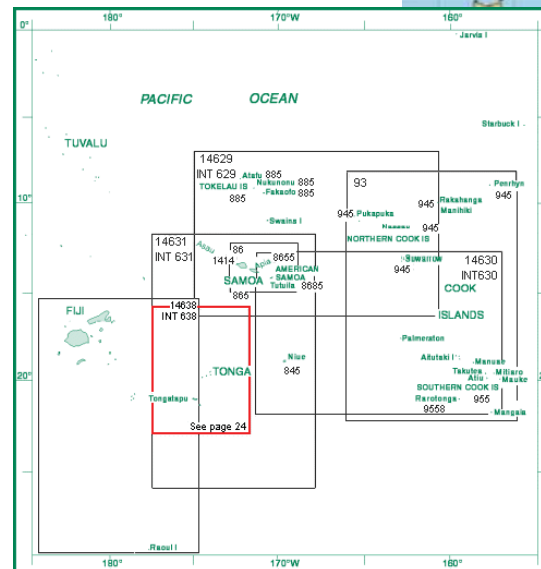 180° 170°W 160°
0°
Jarvis I
PACIFIC OCEAN
Starbuck I
TUVALU
14629
INT 629
Atafu 885
Nukunonu 885
TOKELAU IS
Fakaofo 885
885
93
Penrhyn
945
10°
10°
945
Rakahanga
Manihiki
945 Pukapuka
Nassau 945
Swains I
NORTHERN COOK IS
14631
INT 631
Asau
86
1414
Apia
8655
AMERICAN
SAMOA
SAMOA
Tutuila
8685
865
Suwarrow
945
14630
INT630
COOK
ISLANDS
FIJI
14638
INT 638
Palmerston
TONGA
Niue
845
Aitutaki I
Manuae
Takutea
Mitiaro
Atiu
Mauke
20°
20°
SOUTHERN COOK IS
Tongatapu
Rarotonga
955
9558
Mangaia
See page 24
Raoul I
180° 170°W 160°